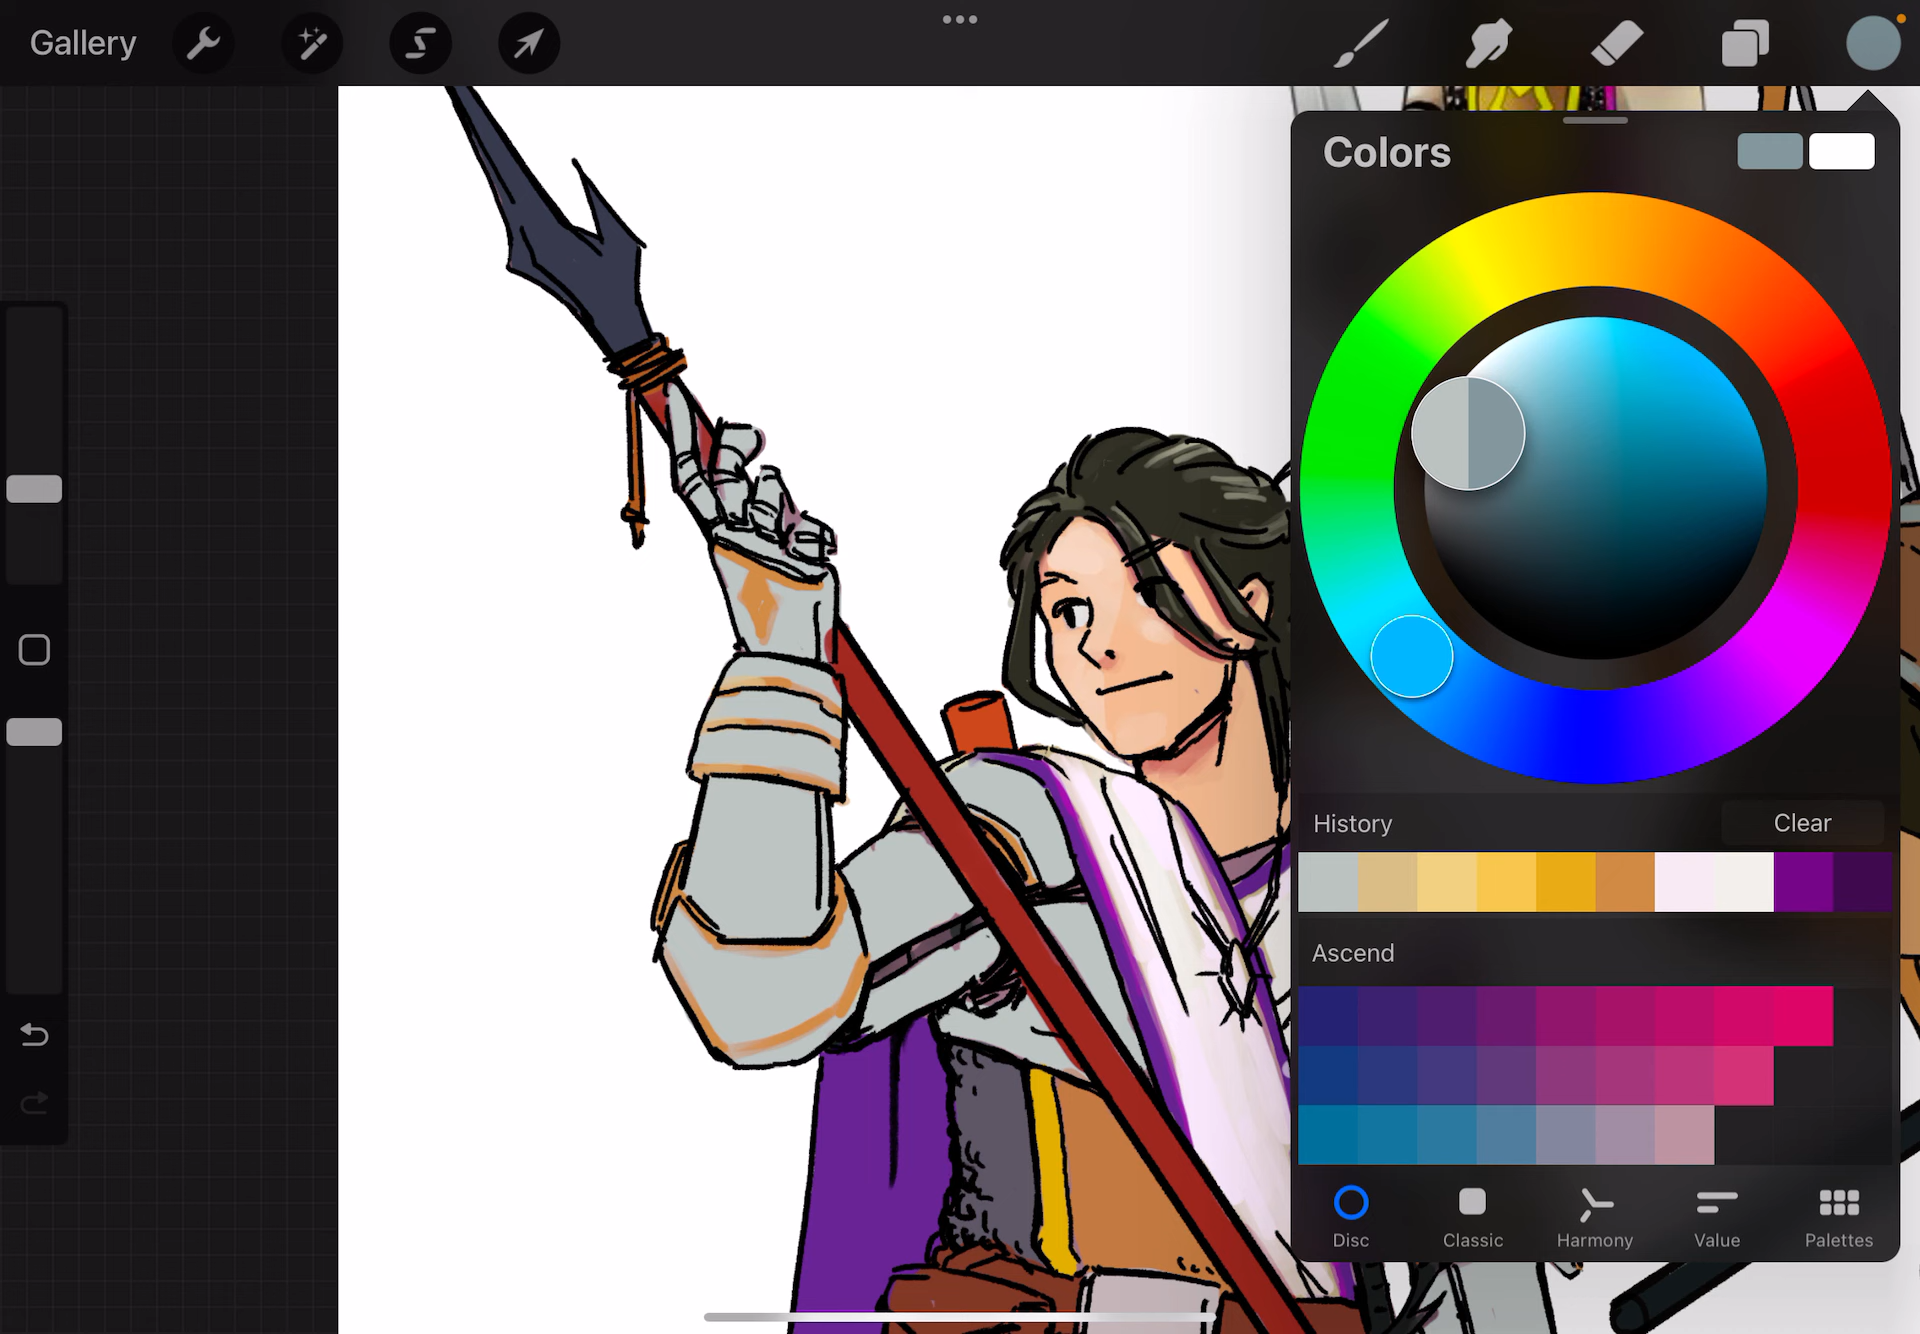 Gallery
Colors
History
Clear
Ascend
Disc
Classic
Harmony
Value
Palettes